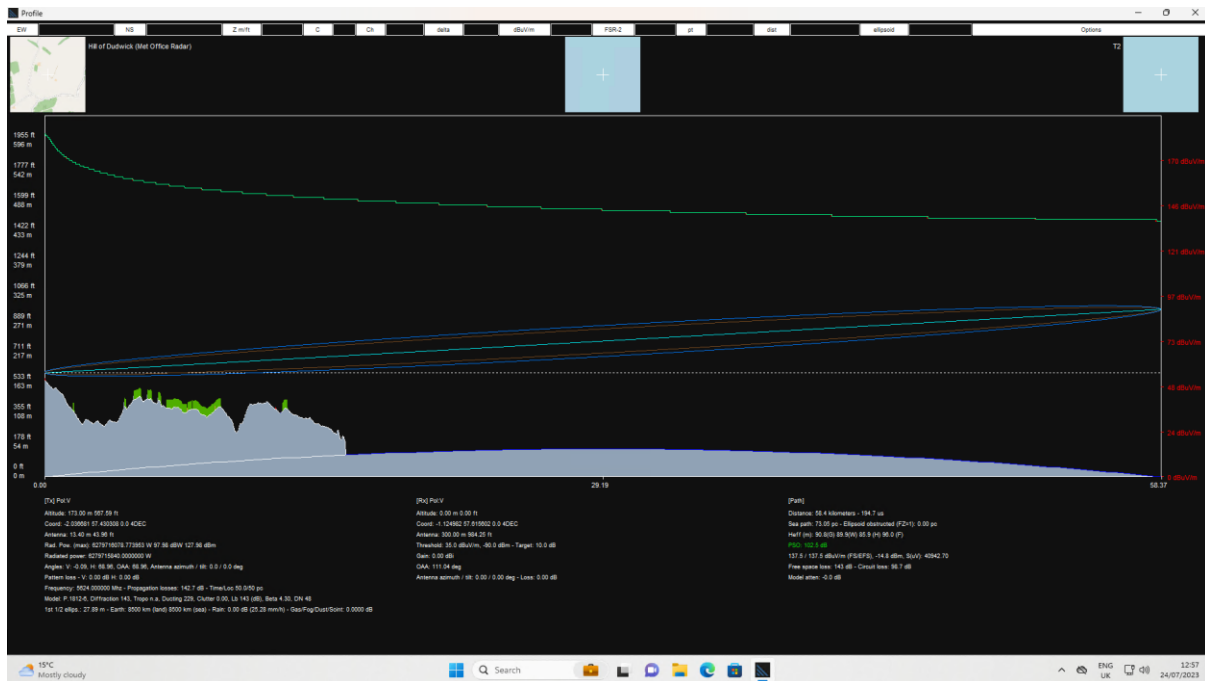 Profile
EW NS Z m/ft C Ch delta dBuV/m FSR-2 pt dist ellipsoid Options
Hill of Dudwick (Met Office Radar)
T2
1955 ft
596 m
1777 ft
542 m
1599 ft
488 m
1422 ft
433 m
1244 ft
379 m
1066 ft
325 m
889 ft
271 m
711 ft
217 m
533 ft
163 m
355 ft
108 m
178 ft
54 m
0 ft
0 m
170 dBuV/m
146 dBuV/m
121 dBuV/m
97 dBuV/m
73 dBuV/m
48 dBuV/m
24 dBuV/m
0 dBuV/m
0.00 29.19 58.37
[Tx] Pol:V
Altitude: 173.00 m 567.59 ft
Coord: -2.036681 57.430308 0.0 4DEC
Antenna: 13.40 m 43.96 ft
Rad. Pow. (max): 6279716078.773953 W 97.98 dBW 127.98 dBm
Radiated power: 6279715840.0000000 W
Angles: V: -0.09, H: 68.96, OAA: 68.96, Antenna azimuth / tilt: 0.0 / 0.0 deg
Pattern loss - V: 0.00 dB H: 0.00 dB
Frequency: 5624.000000 Mhz - Propagation losses: 142.7 dB - Time/Loc 50.0/50 pc
Model: P.1812-6, Diffraction 143, Tropo n.a, Ducting 229, Clutter 0.00, Lb 143 (dB), Beta 4.30, DN 45
1st 1/2 ellips.: 27.89 m - Earth: 8500 km (land) 8500 km (sea) - Rain: 0.00 dB (25.28 mm/h) - Gas/Fog/Dust/Scint: 0.0000 dB
[Rx] Pol:V
Altitude: 0.00 m 0.00 ft
Coord: -1.124982 57.615602 0.0 4DEC
Antenna: 300.00 m 984.25 ft
Threshold: 35.0 dBuV/m, -90.0 dBm - Target: 10.0 dB
Gain: 0.00 dBi
OAA: 111.04 deg
Antenna azimuth / tilt: 0.00 / 0.00 deg - Loss: 0.00 dB
[Path]
Distance: 58.4 kilometers - 194.7 us
Sea path: 73.05 pc - Ellipsoid obstructed (FZ=1): 0.00 pc
Heff (m): 90.8(G) 89.9(W) 85.9 (H) 96.0 (F)
PSO: 102.5 dB
137.5 / 137.5 dBuV/m (FS/EFS), -14.8 dBm, S(uV): 40942.70
Free space loss: 143 dB - Circuit loss: 58.7 dB
Model atten: -0.0 dB
15°C
Mostly cloudy
Search
ENG
UK
12:57
24/07/2023